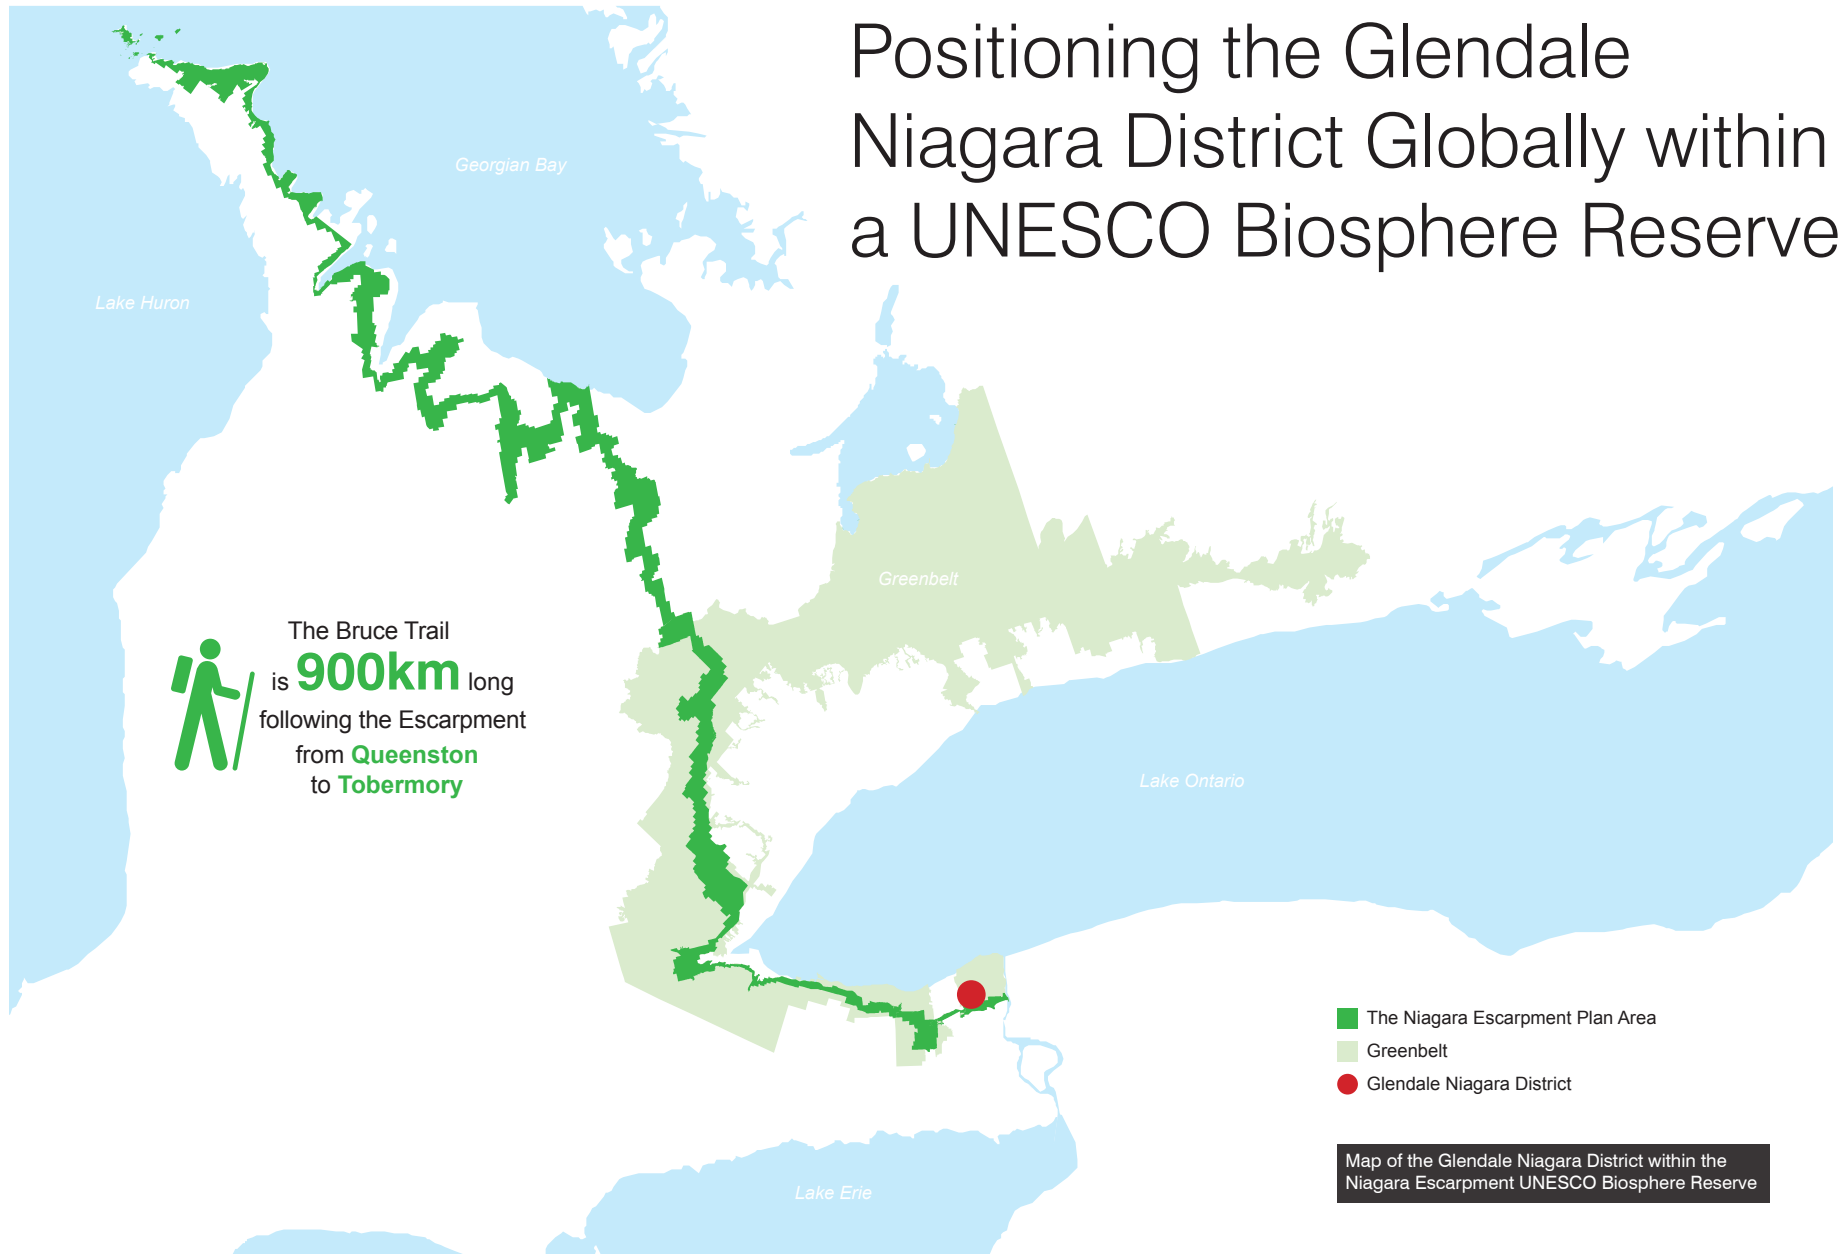 Positioning the Glendale
Niagara District Globally within
a UNESCO Biosphere Reserve
Georgian Bay
Lake Huron
Greenbelt
The Bruce Trail
is 900km long
following the Escarpment
from Queenston
to Tobermory
Lake Ontario
Lake Erie
The Niagara Escarpment Plan Area
Greenbelt
Glendale Niagara District
Map of the Glendale Niagara District within the
Niagara Escarpment UNESCO Biosphere Reserve